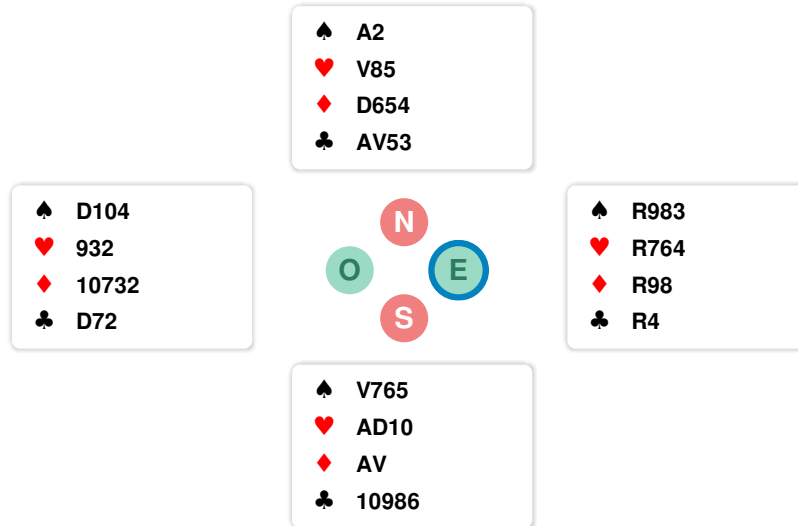 ♠ A2
♥ V85
♦ D654
♣ AV53
♠ D104
♥ 932
♦ 10732
♣ D72
N
O E
S
♠ R983
♥ R764
♦ R98
♣ R4
♠ V765
♥ AD10
♦ AV
♣ 10986